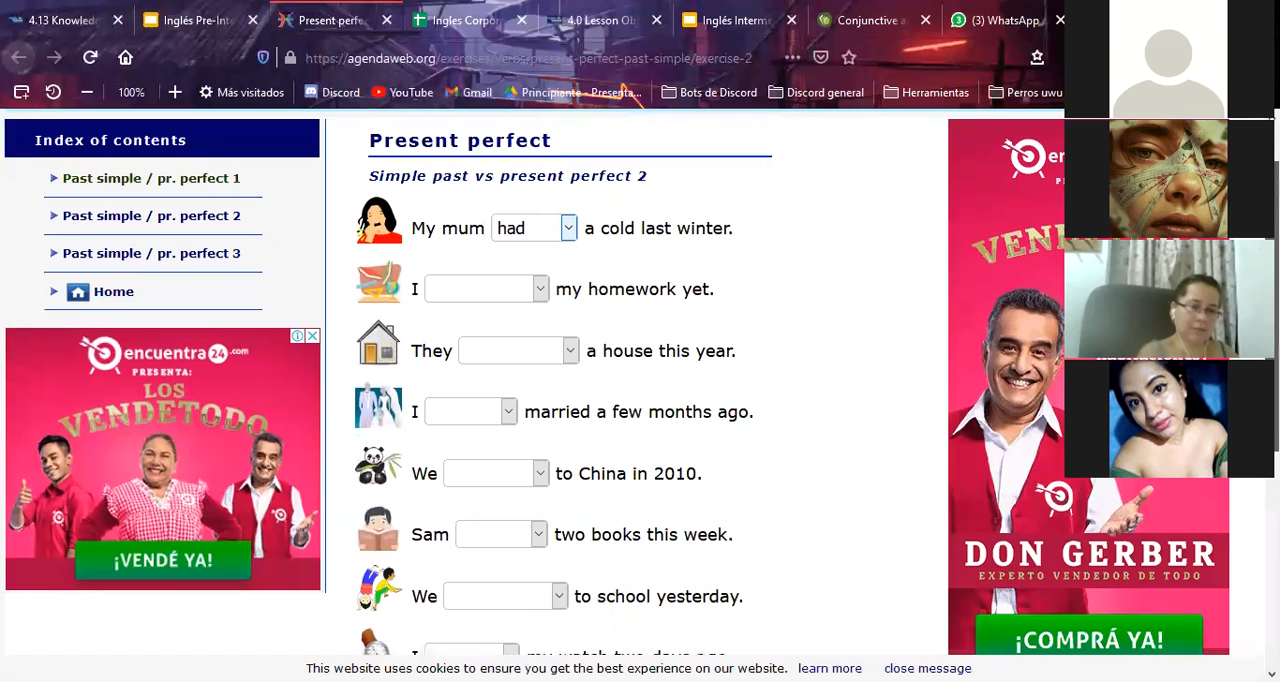 4.13 Knowled
Inglés Pre-Int
Present perfe
Ingles Corpo
4.0 Lesson Ob
Inglés Interme
Conjunctive a
(3) WhatsApp
https://agendaweb.org/exercises/verbs/present-perfect-past-simple/exercise-2
100%
Más visitados
Discord
YouTube
Gmail
Principiante - Presenta...
Bots de Discord
Discord general
Herramientas
Perros uwu
Index of contents
Past simple / pr. perfect 1
Past simple / pr. perfect 2
Past simple / pr. perfect 3
Home
encuentra24.com
PRESENTA:
LOS
VENDETODO
¡VENDÉ YA!
Present perfect
Simple past vs present perfect 2
My mum had a cold last winter.
I my homework yet.
They a house this year.
I married a few months ago.
We to China in 2010.
Sam two books this week.
We to school yesterday.
DON GERBER
EXPERTO VENDEDOR DE TODO
¡COMPRÁ YA!
This website uses cookies to ensure you get the best experience on our website. learn more close message